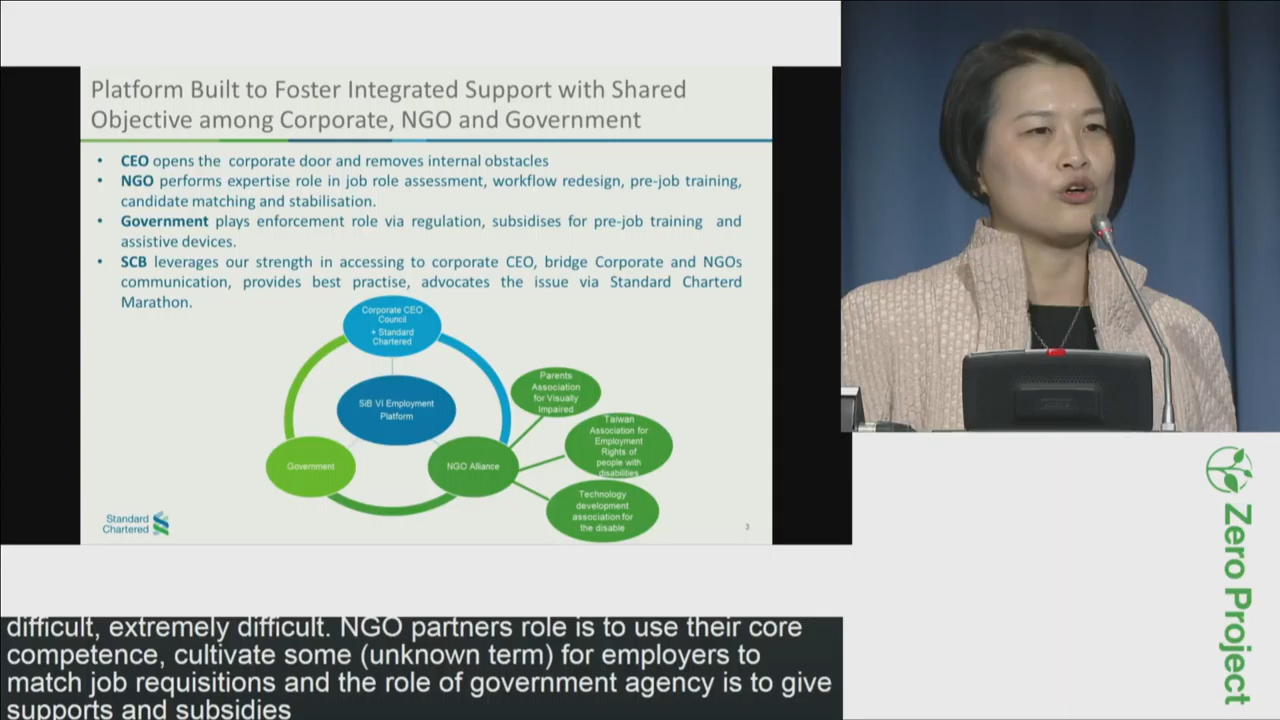 Platform Built to Foster Integrated Support with Shared
Objective among Corporate, NGO and Government
• CEO opens the corporate door and removes internal obstacles
• NGO performs expertise role in job role assessment, workflow redesign, pre-job training,
candidate matching and stabilisation.
• Government plays enforcement role via regulation, subsidises for pre-job training and
assistive devices.
• SCB leverages our strength in accessing to corporate CEO, bridge Corporate and NGOs
communication, provides best practise, advocates the issue via Standard Charterd
Marathon.
Corporate CEO
Council
+ Standard
Chartered
SiB VI Employment
Platform
Government
NGO Alliance
Parents
Association
for Visually
Impaired
Taiwan
Association for
Employment
Rights of
people with
disabilities
Technology
development
association for
the disable
Standard
Chartered
3
Zero Project
difficult, extremely difficult. NGO partners role is to use their core
competence, cultivate some (unknown term) for employers to
match job requisitions and the role of government agency is to give
supports and subsidies